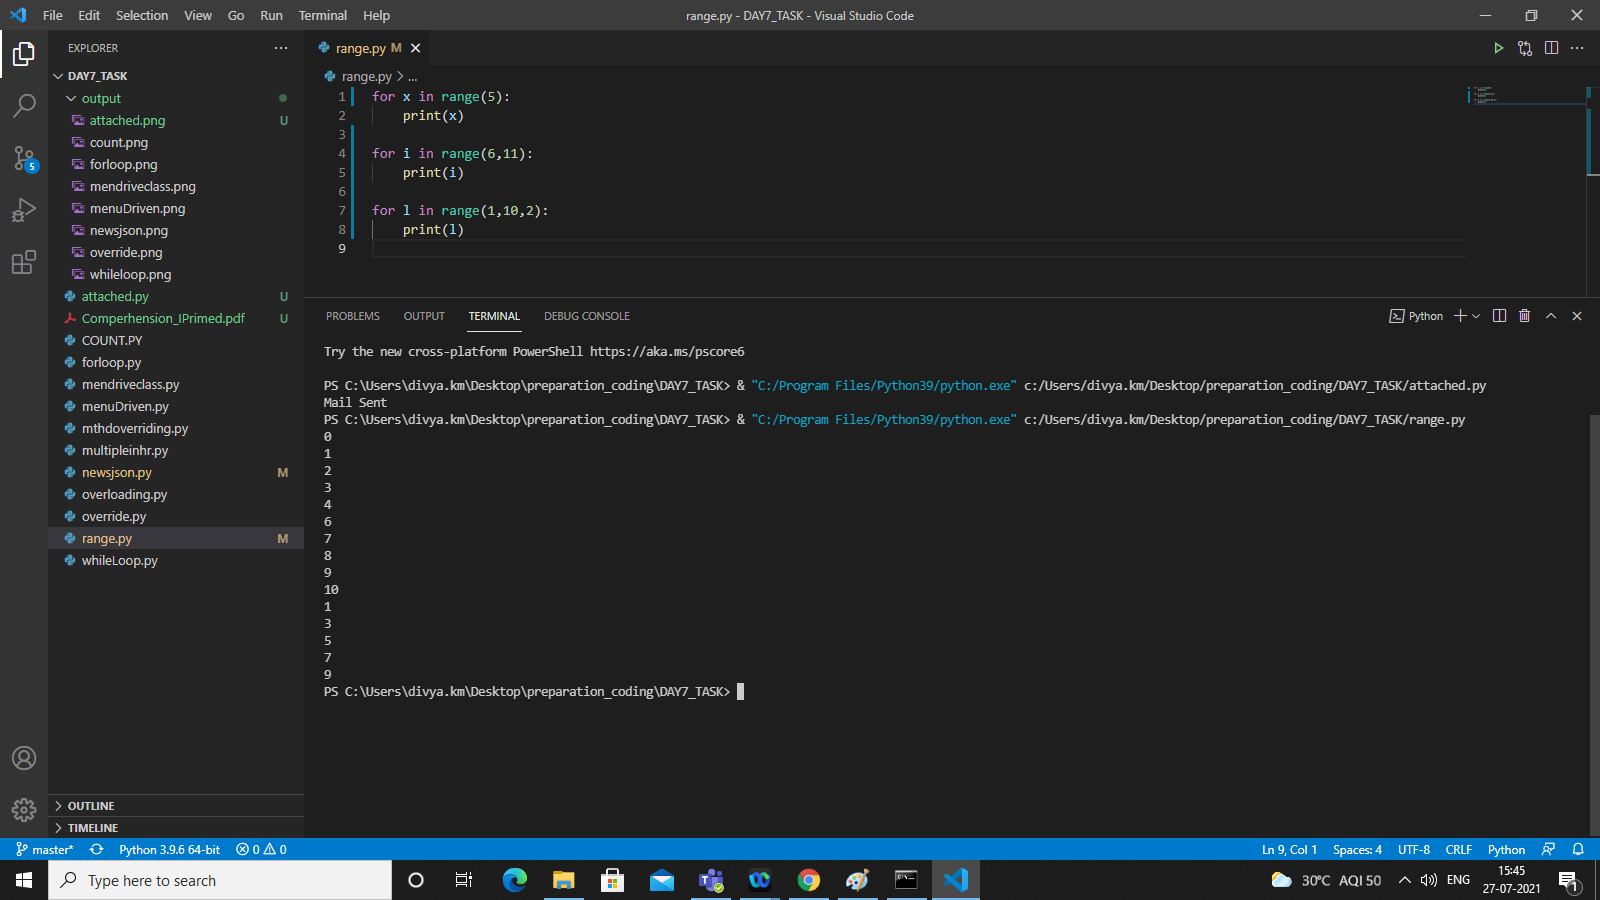 File Edit Selection View Go Run Terminal Help
range.py - DAY7_TASK - Visual Studio Code
EXPLORER
DAY7_TASK
output
attached.png U
count.png
forloop.png
mendriveclass.png
menuDriven.png
newsjson.png
override.png
whileloop.png
attached.py U
Comperhension_IPrimed.pdf U
COUNT.PY
forloop.py
mendriveclass.py
menuDriven.py
mthdoverriding.py
multipleinhr.py
newsjson.py M
overloading.py
override.py
range.py M
whileLoop.py
OUTLINE
TIMELINE
5
range.py M
range.py > ...
1 for x in range(5):
2     print(x)
3
4 for i in range(6,11):
5     print(i)
6
7 for l in range(1,10,2):
8     print(l)
9
PROBLEMS OUTPUT TERMINAL DEBUG CONSOLE
Python
Try the new cross-platform PowerShell https://aka.ms/pscore6
PS C:\Users\divya.km\Desktop\preparation_coding\DAY7_TASK> & "C:/Program Files/Python39/python.exe" c:/Users/divya.km/Desktop/preparation_coding/DAY7_TASK/attached.py
Mail Sent
PS C:\Users\divya.km\Desktop\preparation_coding\DAY7_TASK> & "C:/Program Files/Python39/python.exe" c:/Users/divya.km/Desktop/preparation_coding/DAY7_TASK/range.py
0
1
2
3
4
6
7
8
9
10
1
3
5
7
9
PS C:\Users\divya.km\Desktop\preparation_coding\DAY7_TASK>
master* Python 3.9.6 64-bit 0 0
Ln 9, Col 1 Spaces: 4 UTF-8 CRLF Python
Type here to search
30°C AQI 50
ENG
15:45
27-07-2021
1